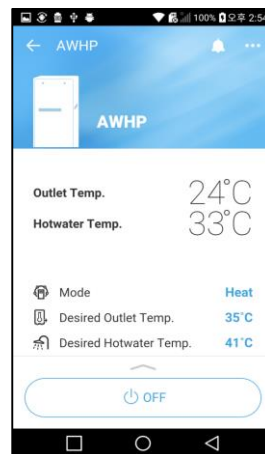 100% 오후 2:54
AWHP
AWHP
Outlet Temp. 24°C
Hotwater Temp. 33°C
Mode Heat
Desired Outlet Temp. 35°C
Desired Hotwater Temp. 41°C
OFF